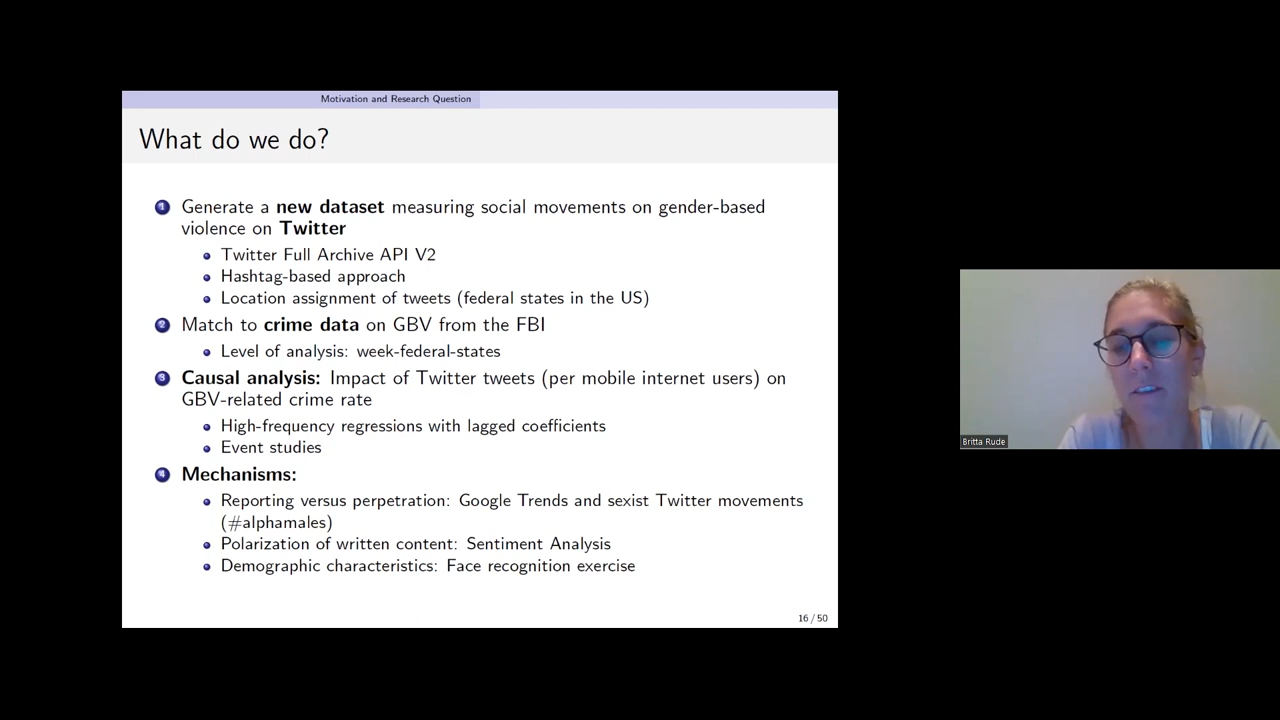 Motivation and Research Question
What do we do?
1 Generate a new dataset measuring social movements on gender-based
violence on Twitter
Twitter Full Archive API V2
Hashtag-based approach
Location assignment of tweets (federal states in the US)
2 Match to crime data on GBV from the FBI
Level of analysis: week-federal-states
3 Causal analysis: Impact of Twitter tweets (per mobile internet users) on
GBV-related crime rate
High-frequency regressions with lagged coefficients
Event studies
4 Mechanisms:
Reporting versus perpetration: Google Trends and sexist Twitter movements
(#alphamales)
Polarization of written content: Sentiment Analysis
Demographic characteristics: Face recognition exercise
16 / 50
Britta Rude